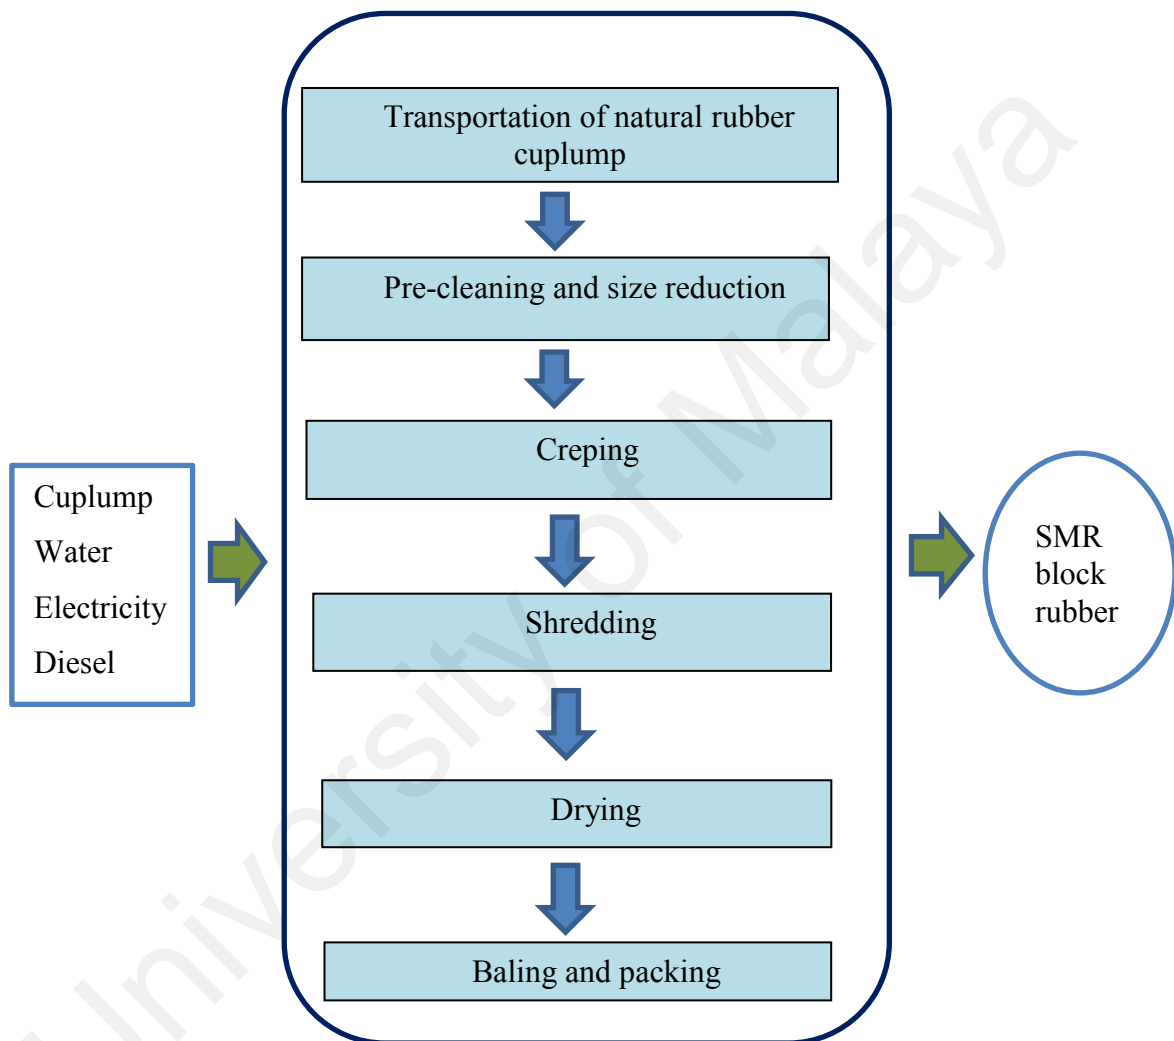 Transportation of natural rubber
cuplump
Pre-cleaning and size reduction
Creping
Cuplump
Water
Electricity
Diesel
SMR
block
rubber
Shredding
Drying
Baling and packing
University of Malaya